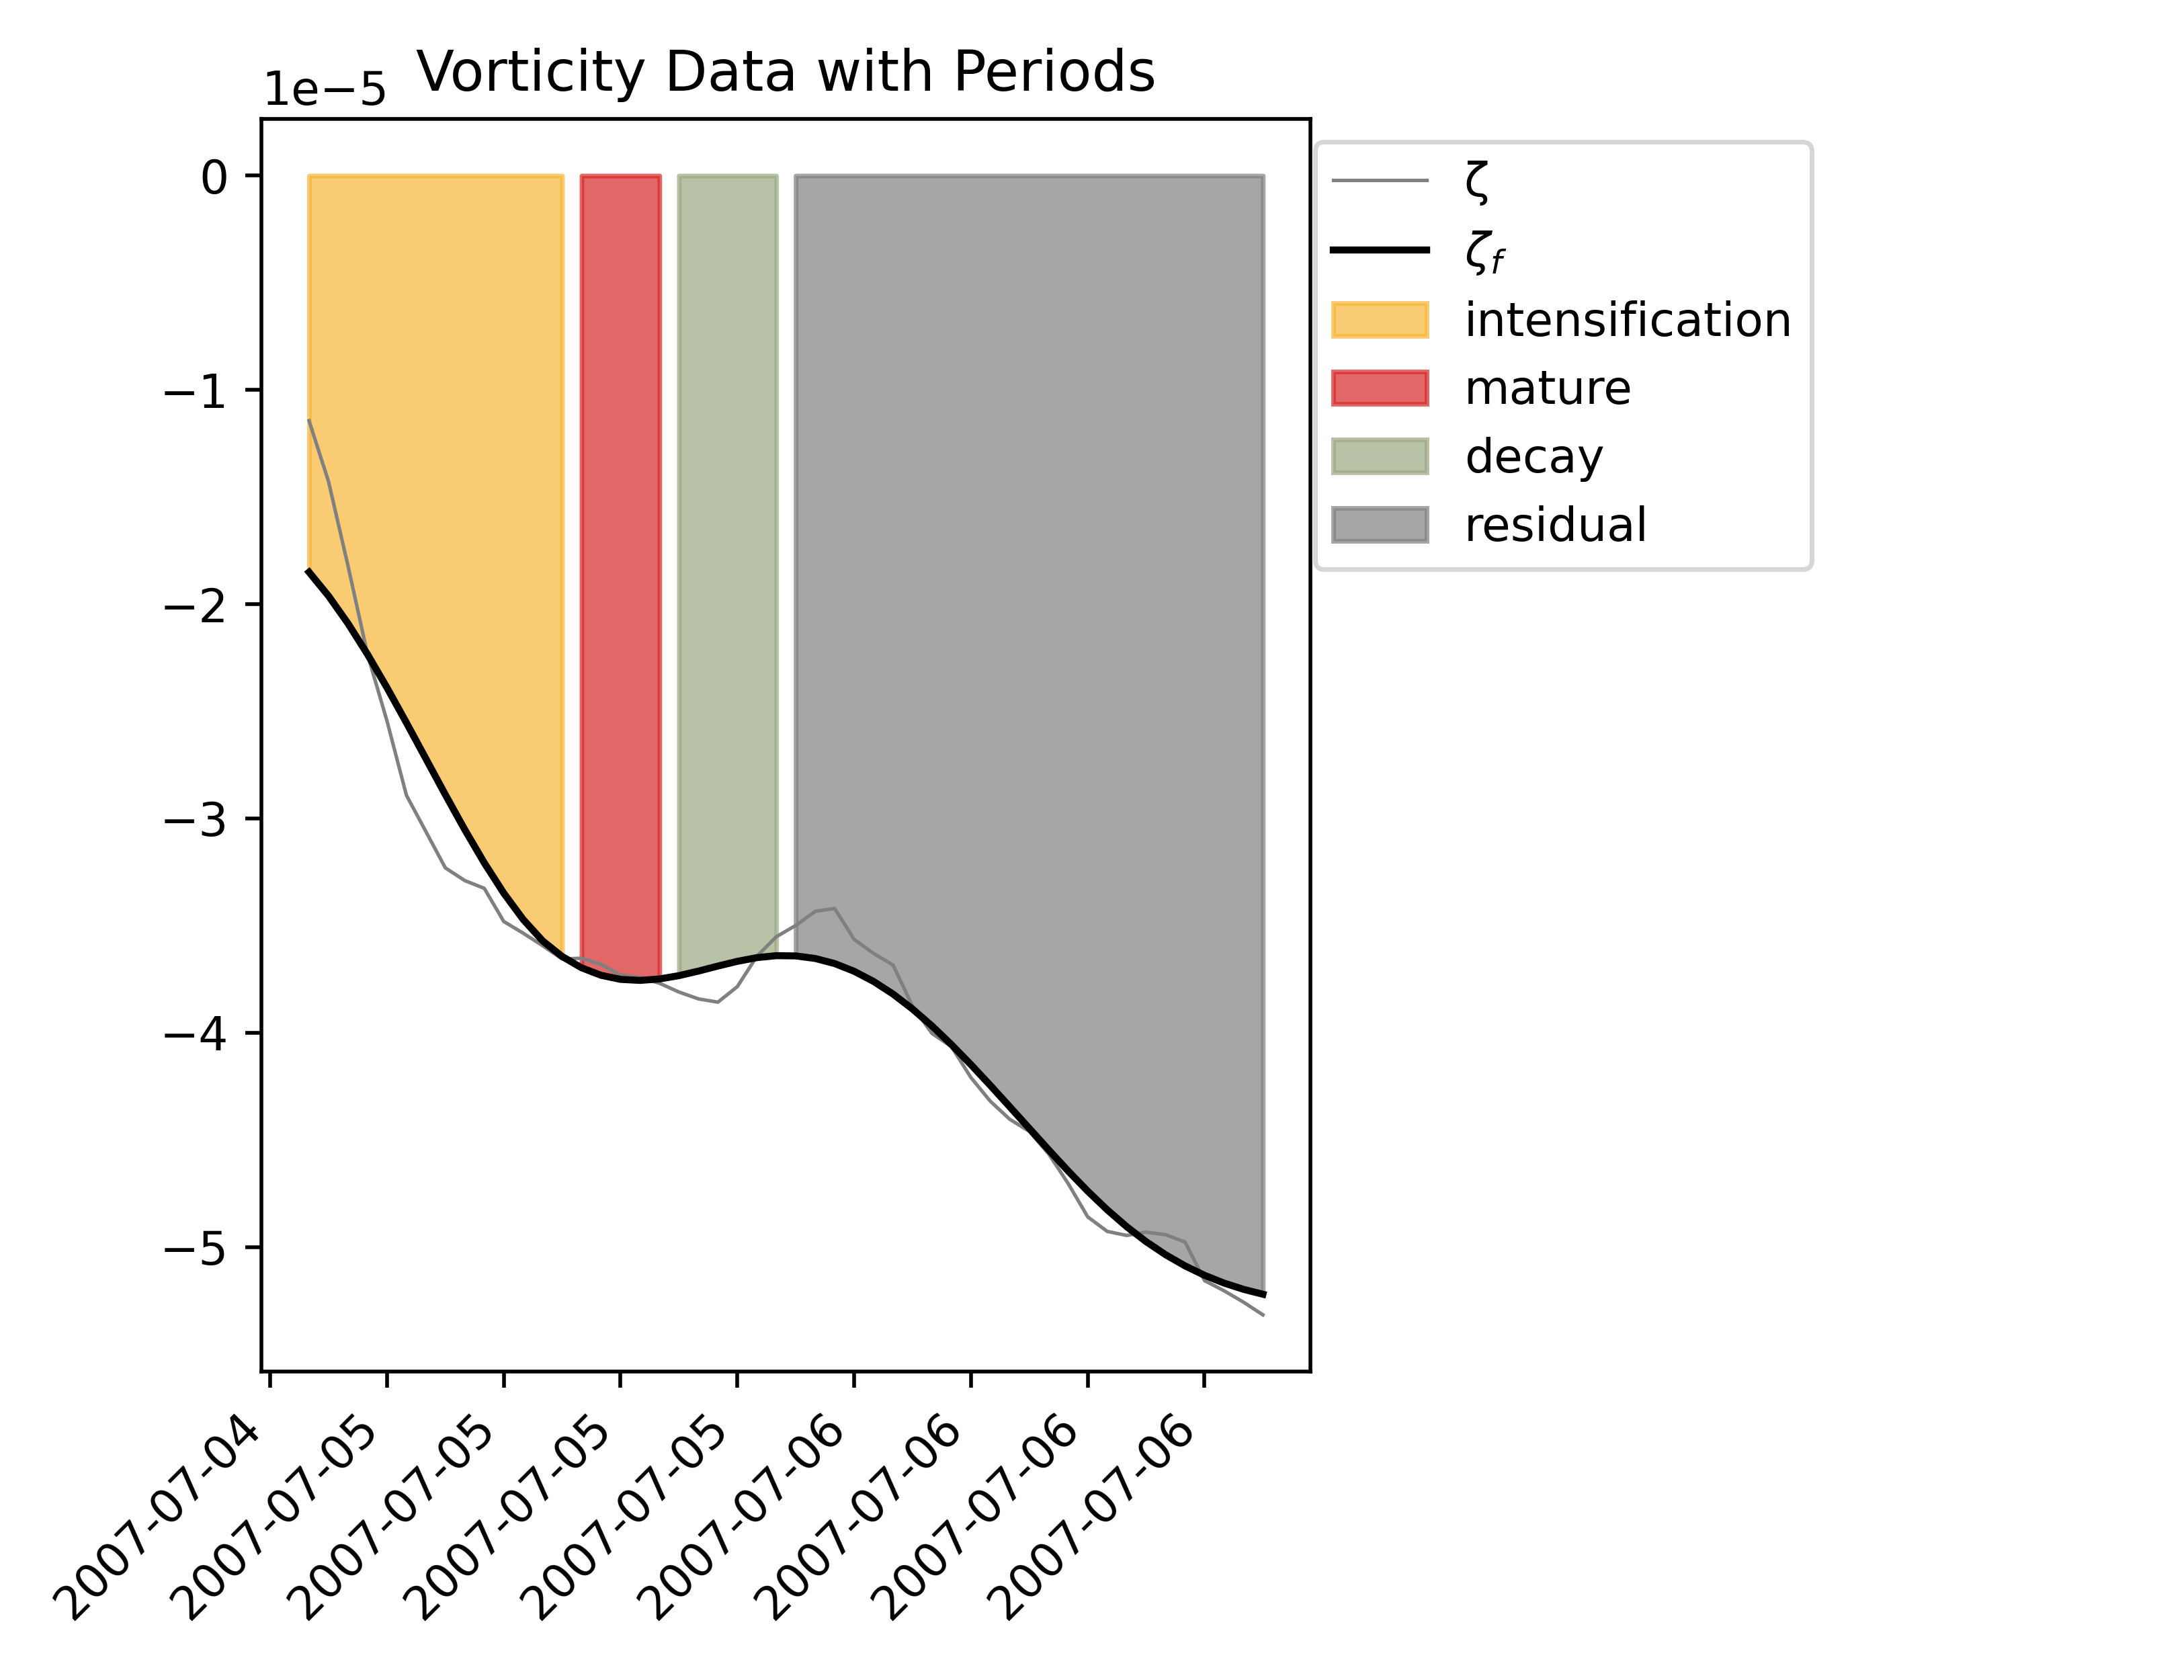 Vorticity Data with Periods
1e−5
0
−1
−2
−3
−4
−5
2007-07-04
2007-07-05
2007-07-05
2007-07-05
2007-07-05
2007-07-06
2007-07-06
2007-07-06
2007-07-06
ζ
ζf
intensification
mature
decay
residual